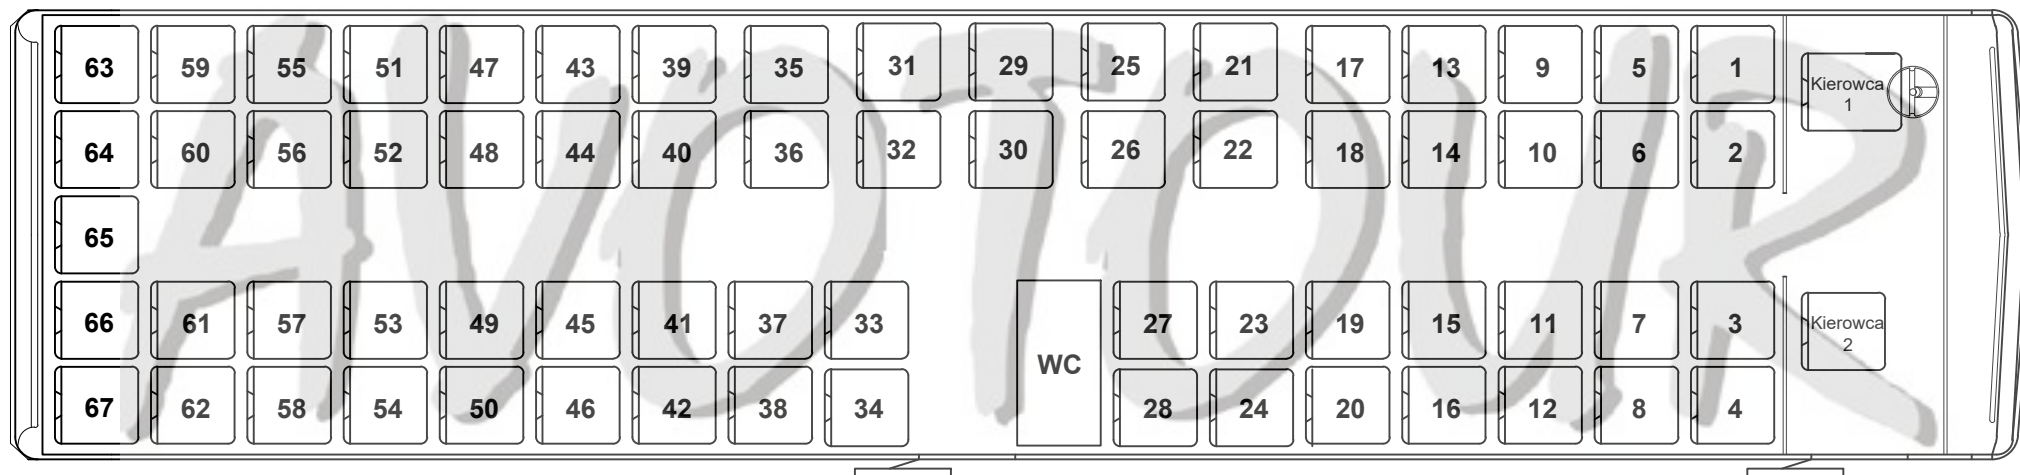 63 59 55 51 47 43 39 35 31 29 25 21 17 13 9 5 1 Kierowca
1
64 60 56 52 48 44 40 36 32 30 26 22 18 14 10 6 2
65
66 61 57 53 49 45 41 37 33 27 23 19 15 11 7 3 Kierowca
2
WC
67 62 58 54 50 46 42 38 34 28 24 20 16 12 8 4
AVOTOUR